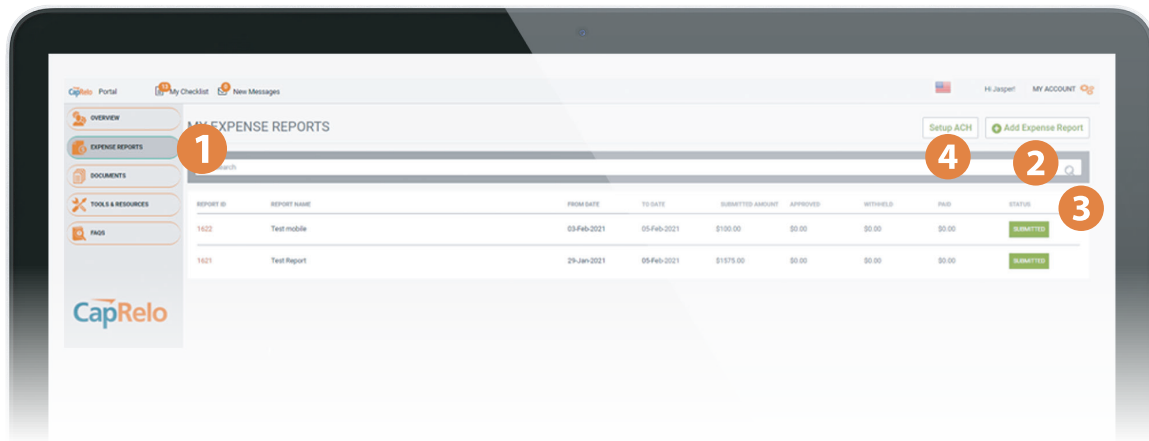 CapRelo Portal My Checklist New Messages Hi Jasper! MY ACCOUNT
OVERVIEW
MY EXPENSE REPORTS Setup ACH Add Expense Report
EXPENSE REPORTS 1 4 2
Search
DOCUMENTS
TOOLS & RESOURCES REPORT ID REPORT NAME FROM DATE TO DATE SUBMITTED AMOUNT APPROVED WITHHELD PAID STATUS 3
FAQS 1622 Test mobile 03-Feb-2021 05-Feb-2021 $100.00 $0.00 $0.00 $0.00 SUBMITTED
1621 Test Report 29-Jan-2021 05-Feb-2021 $1575.00 $0.00 $0.00 $0.00 SUBMITTED
CapRelo